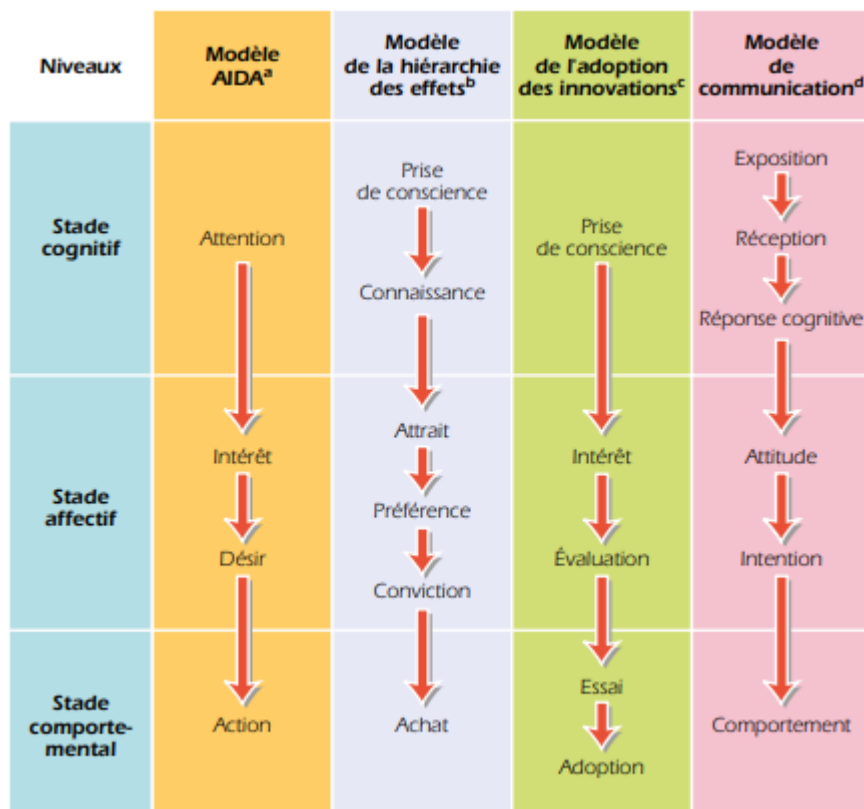 Niveaux
Modèle
AIDAa
Modèle
de la hiérarchie
des effetsb
Modèle
de l'adoption
des innovationsc
Modèle
de
communicationd
Stade
cognitif
Attention
Prise
de conscience
Connaissance
Prise
de conscience
Exposition
Réception
Réponse cognitive
Stade
affectif
Intérêt
Désir
Attrait
Préférence
Conviction
Intérêt
Évaluation
Attitude
Intention
Stade
comporte-
mental
Action
Achat
Essai
Adoption
Comportement